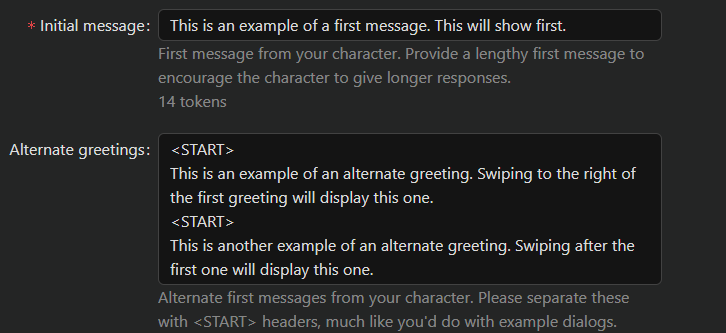 * Initial message:
This is an example of a first message. This will show first.
First message from your character. Provide a lengthy first message to
encourage the character to give longer responses.
14 tokens
Alternate greetings:
<START>
This is an example of an alternate greeting. Swiping to the right of
the first greeting will display this one.
<START>
This is another example of an alternate greeting. Swiping after the
first one will display this one.
Alternate first messages from your character. Please separate these
with <START> headers, much like you'd do with example dialogs.